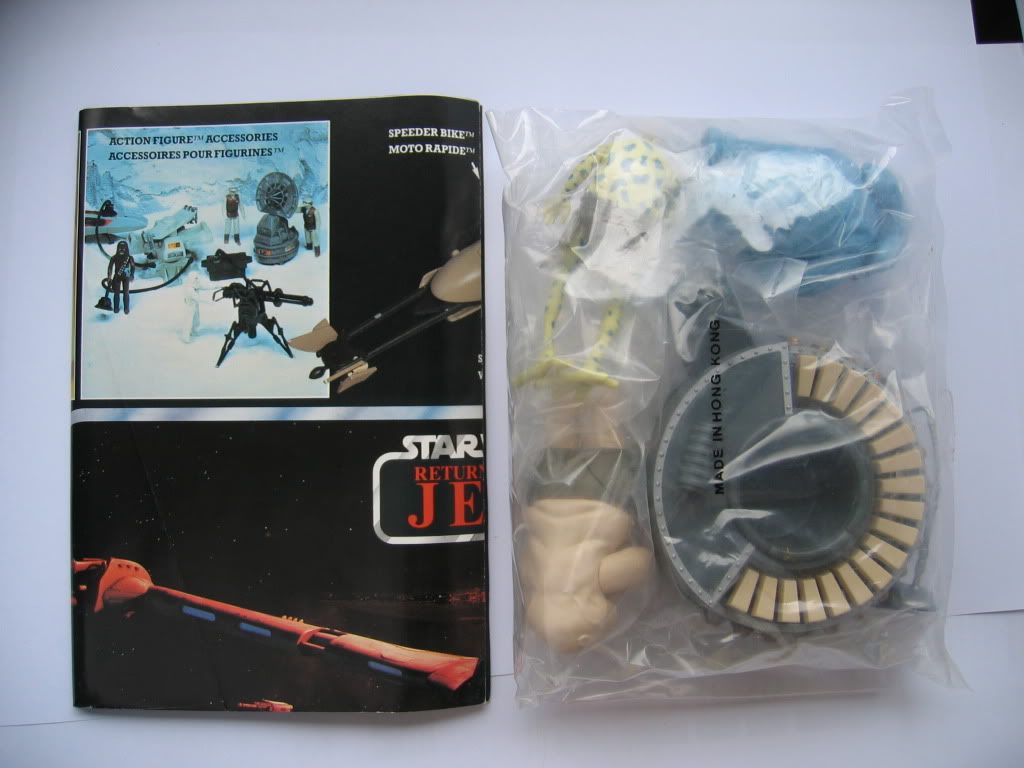 ACTION FIGURE™ ACCESSORIES
ACCESSOIRES POUR FIGURINES™
SPEEDER BIKE™
MOTO RAPIDE™
STAR
RETURN
JE
MADE IN HONG KONG